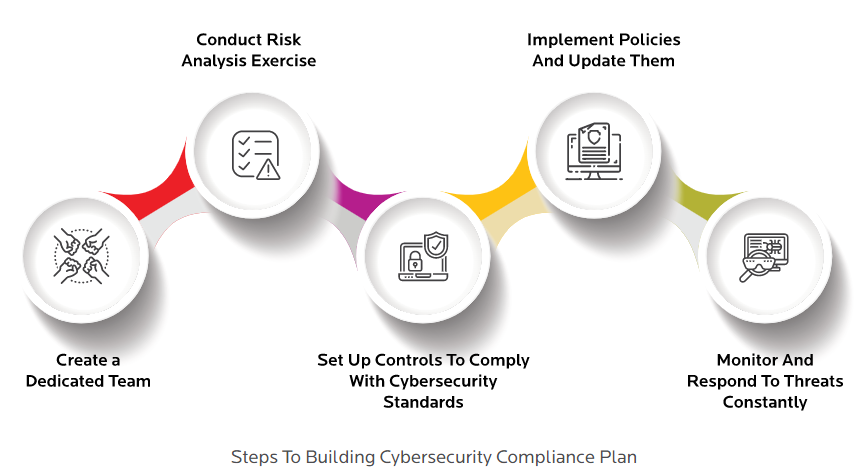 Conduct Risk
Analysis Exercise
Implement Policies
And Update Them
Create a
Dedicated Team
Set Up Controls To Comply
With Cybersecurity
Standards
Monitor And
Respond To Threats
Constantly
Steps To Building Cybersecurity Compliance Plan